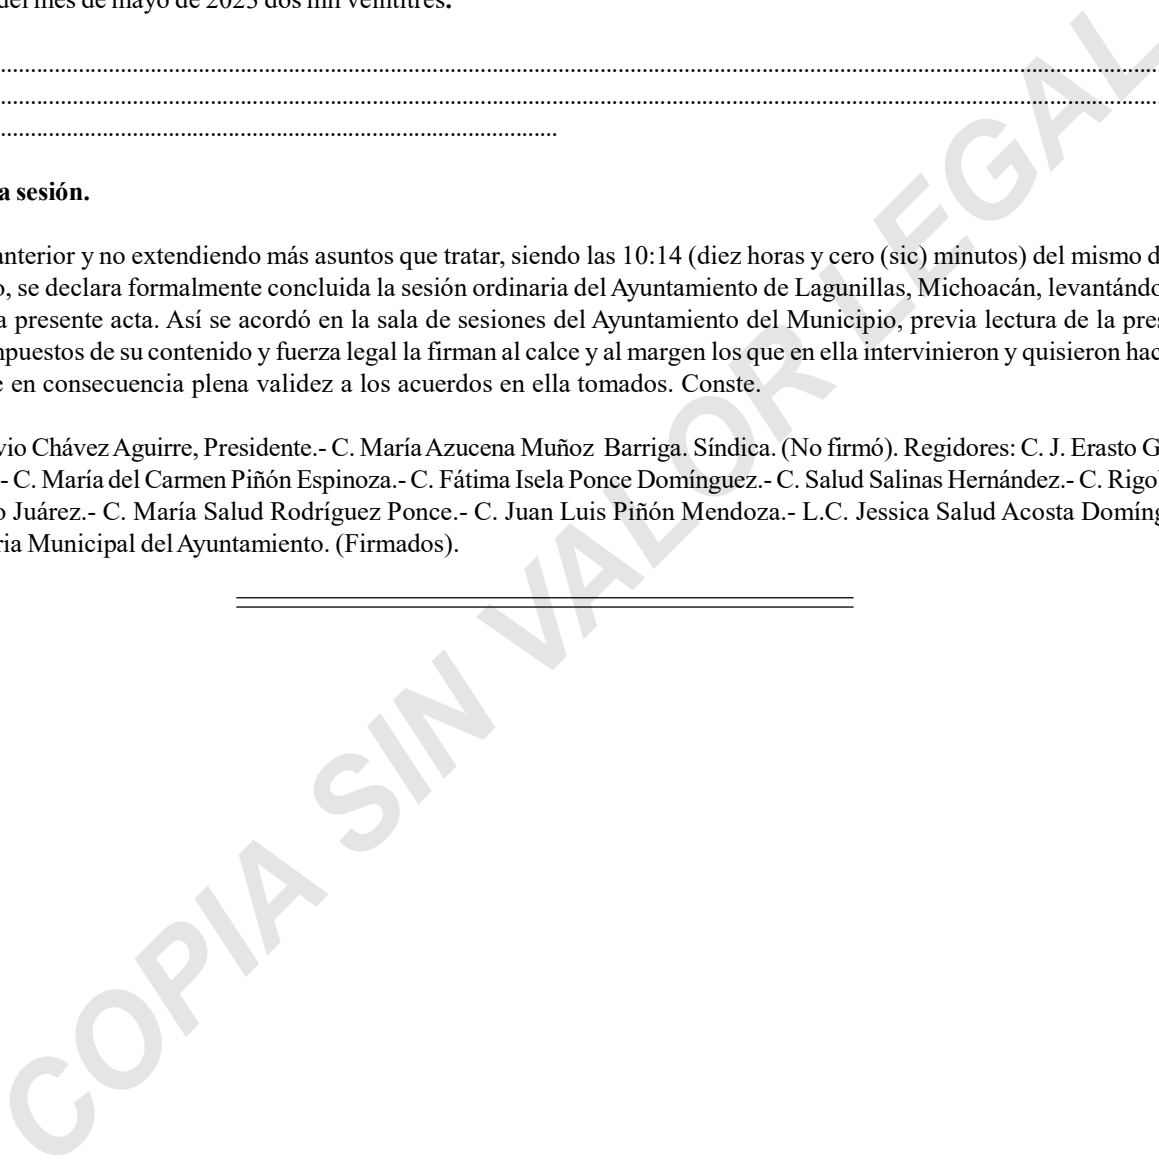 del mes de mayo de 2023 dos mil veintitrés.
...................................................................................................................................................................................................
...................................................................................................................................................................................................
..............................................................................................
a sesión.
anterior y no extendiendo más asuntos que tratar, siendo las 10:14 (diez horas y cero (sic) minutos) del mismo d
o, se declara formalmente concluida la sesión ordinaria del Ayuntamiento de Lagunillas, Michoacán, levantándo
a presente acta. Así se acordó en la sala de sesiones del Ayuntamiento del Municipio, previa lectura de la pres
mpuestos de su contenido y fuerza legal la firman al calce y al margen los que en ella intervinieron y quisieron hac
e en consecuencia plena validez a los acuerdos en ella tomados. Conste.
vio Chávez Aguirre, Presidente.- C. María Azucena Muñoz Barriga. Síndica. (No firmó). Regidores: C. J. Erasto G
.- C. María del Carmen Piñón Espinoza.- C. Fátima Isela Ponce Domínguez.- C. Salud Salinas Hernández.- C. Rigo
o Juárez.- C. María Salud Rodríguez Ponce.- C. Juan Luis Piñón Mendoza.- L.C. Jessica Salud Acosta Domíng
ria Municipal del Ayuntamiento. (Firmados).
COPIA SIN VALOR LEGAL